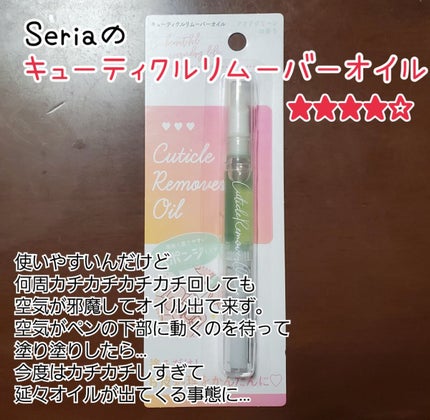 Seriaの
キューティクルリムーバーオイル
★★★★☆
キューティクルリムーバーオイル
Cuticle
Remover
Oil
使いやすいんだけど
何周カチカチカチカチ回しても
空気が邪魔してオイル出て来ず。
空気がペンの下部に動くのを待って
塗り塗りしたら...
今度はカチカチしすぎて
延々オイルが出てくる事態に...